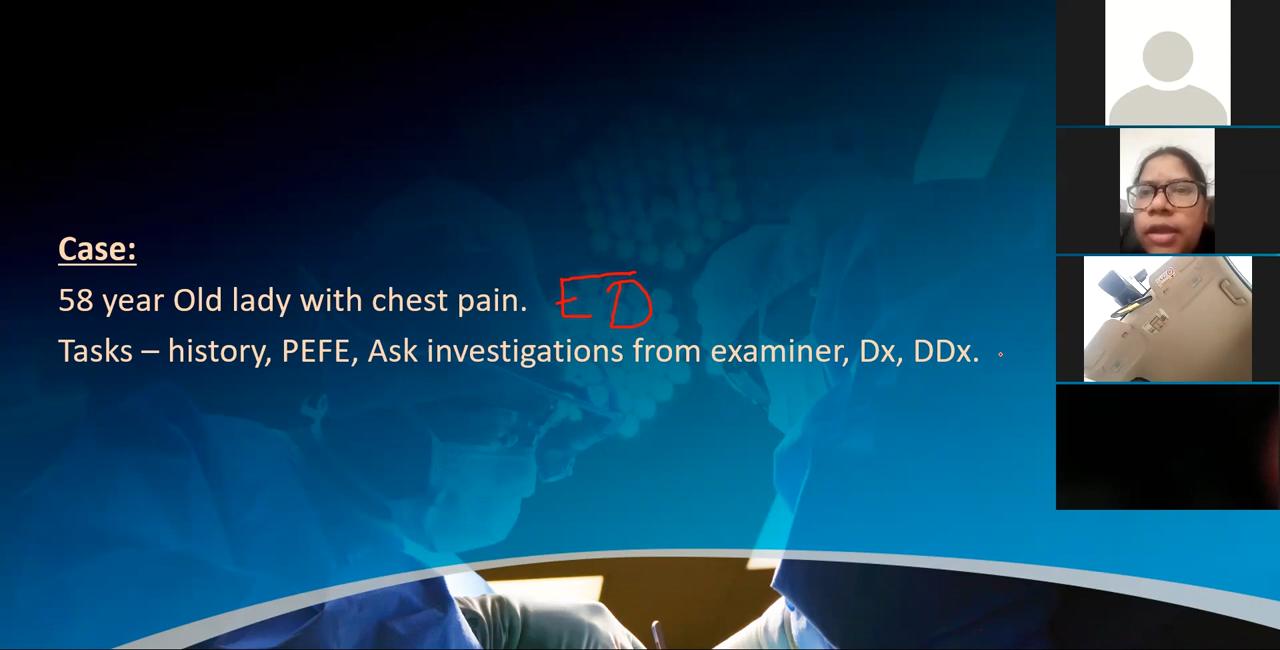 Case:
58 year Old lady with chest pain. ED
Tasks – history, PEFE, Ask investigations from examiner, Dx, DDx.